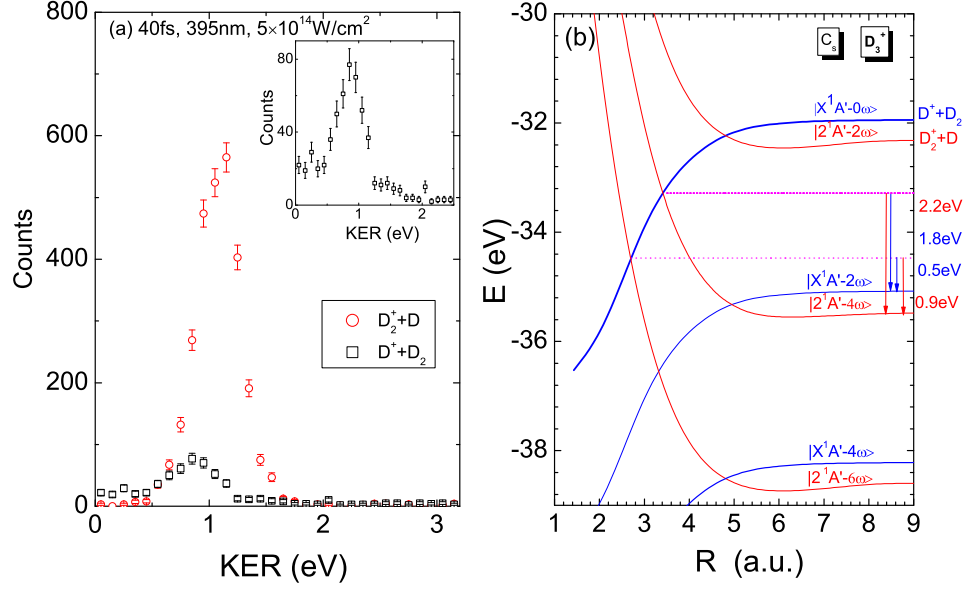 (a) 40fs, 395nm, 5×10¹⁴W/cm²
800
600
400
200
0
Counts
0
1
2
3
KER (eV)
80
40
0
Counts
0
1
2
KER (eV)
D₂⁺+D
D⁺+D₂
(b)
Cₛ
D₃⁺
-30
-32
-34
-36
-38
E (eV)
1 2 3 4 5 6 7 8 9
R (a.u.)
|X¹A'-0ω>
D⁺+D₂
|2¹A'-2ω>
D₂⁺+D
2.2eV
1.8eV
0.5eV
0.9eV
|X¹A'-2ω>
|2¹A'-4ω>
|X¹A'-4ω>
|2¹A'-6ω>